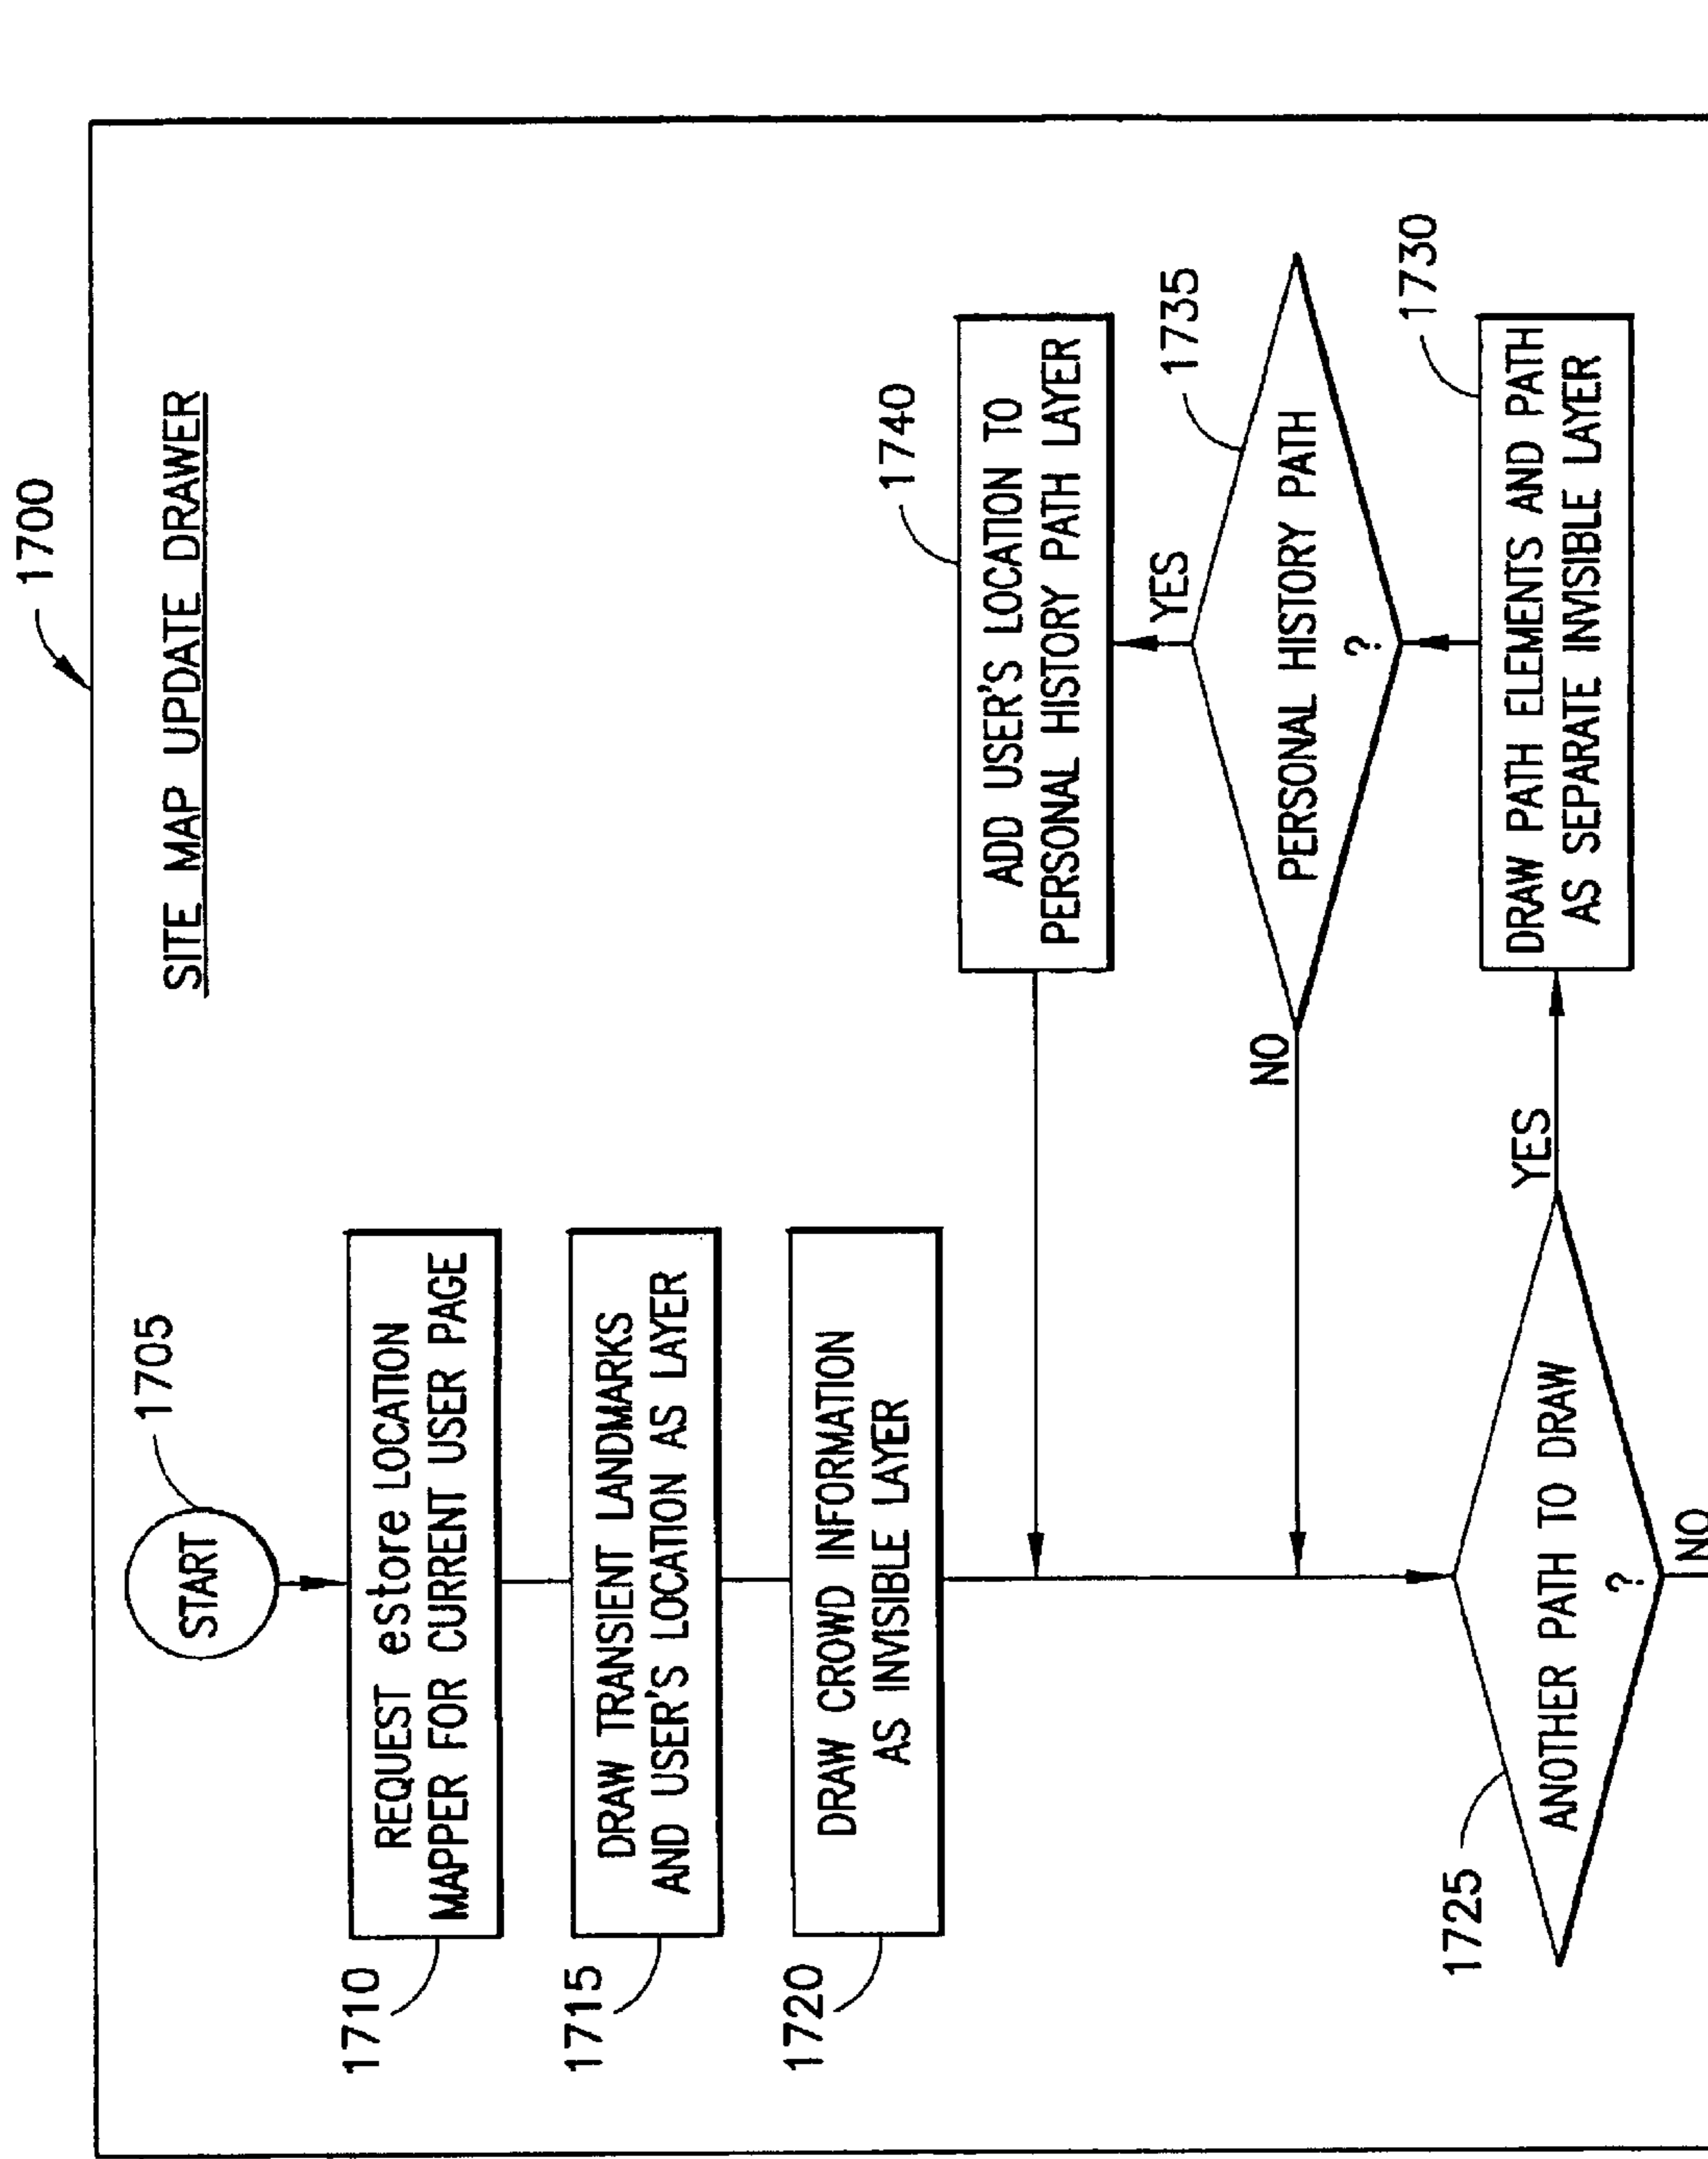 1700
SITE MAP UPDATE DRAWER
START
1705
REQUEST estore LOCATION
MAPPER FOR CURRENT USER PAGE
1710
DRAW TRANSIENT LANDMARKS
AND USER'S LOCATION AS LAYER
1715
DRAW CROWD INFORMATION
AS INVISIBLE LAYER
1720
1740
ADD USER'S LOCATION TO
PERSONAL HISTORY PATH LAYER
YES
1735
PERSONAL HISTORY PATH
?
NO
1730
DRAW PATH ELEMENTS AND PATH
AS SEPARATE INVISIBLE LAYER
YES
1725
ANOTHER PATH TO DRAW
?
NO